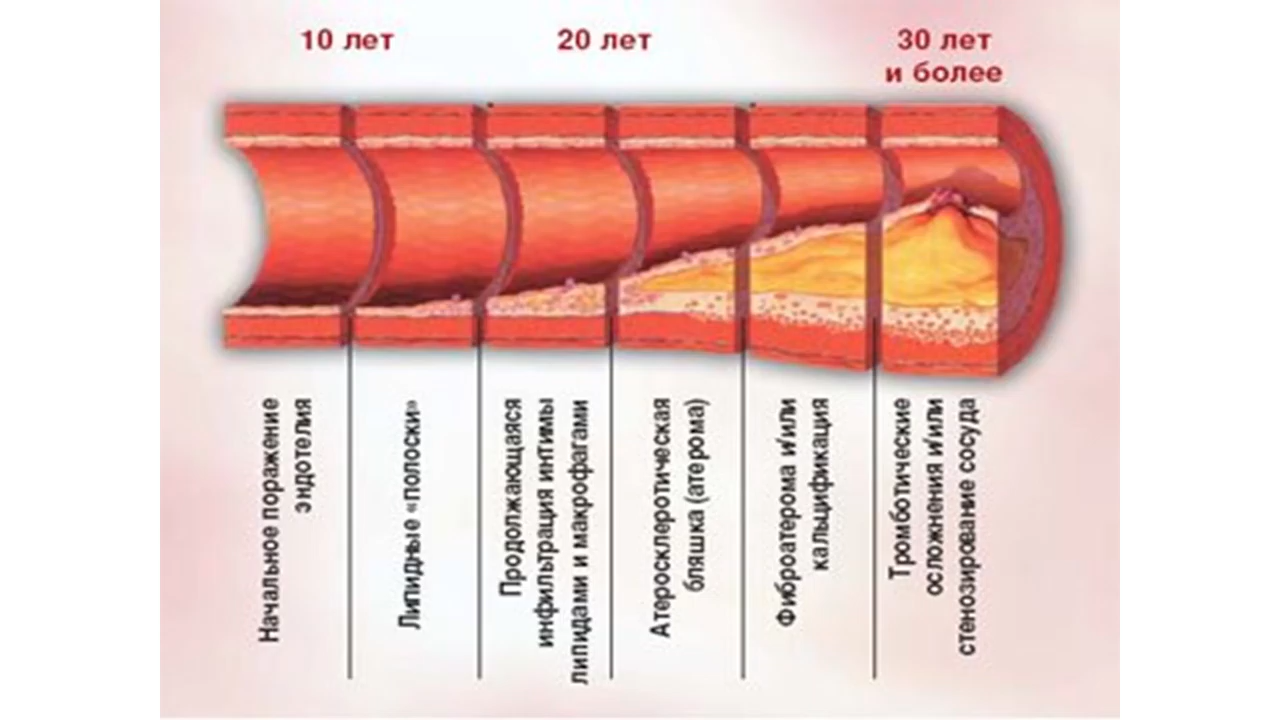 10 лет
20 лет
30 лет
и более
Начальное поражение
эндотелия
Липидные «полоски»
Продолжающаяся
инфильтрация интимы
липидами и макрофагами
Атеросклеротическая
бляшка (атерома)
Фиброатерома и/или
кальцификация
Тромботические
осложнения и/или
стенозирование сосуда